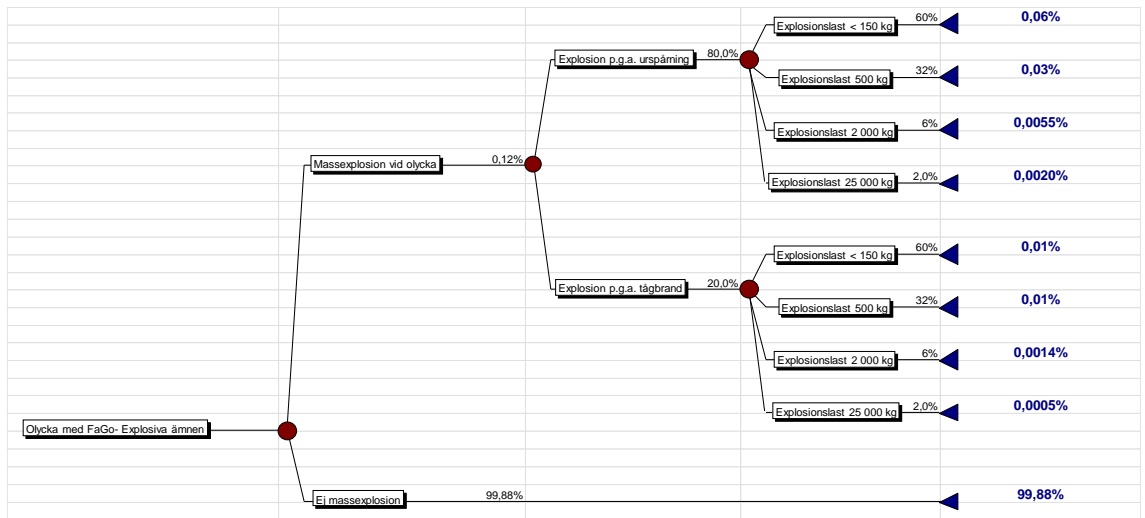 Explosionslast < 150 kg 60% 0,06%
Explosion p.g.a. urspårning 80,0%
Explosionslast 500 kg 32% 0,03%
Explosionslast 2 000 kg 6% 0,0055%
Massexplosion vid olycka 0,12%
Explosionslast 25 000 kg 2,0% 0,0020%
Explosionslast < 150 kg 60% 0,01%
Explosion p.g.a. tågbrand 20,0%
Explosionslast 500 kg 32% 0,01%
Explosionslast 2 000 kg 6% 0,0014%
Explosionslast 25 000 kg 2,0% 0,0005%
Olycka med FaGo- Explosiva ämnen
Ej massexplosion 99,88% 99,88%